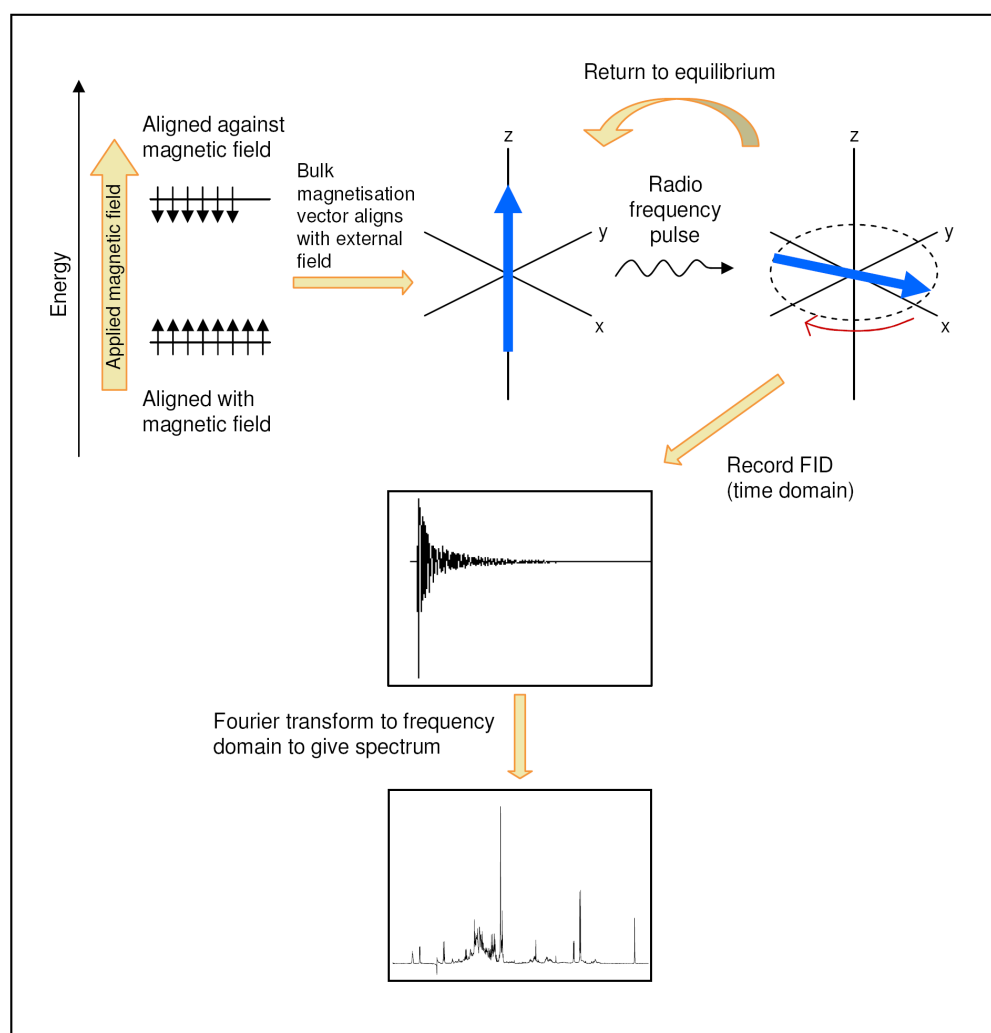 Return to equilibrium
Aligned against
magnetic field
Energy
Applied magnetic field
Bulk
magnetisation
vector aligns
with external
field
z
y
x
Radio
frequency
pulse
z
y
x
Aligned with
magnetic field
Record FID
(time domain)
Fourier transform to frequency
domain to give spectrum